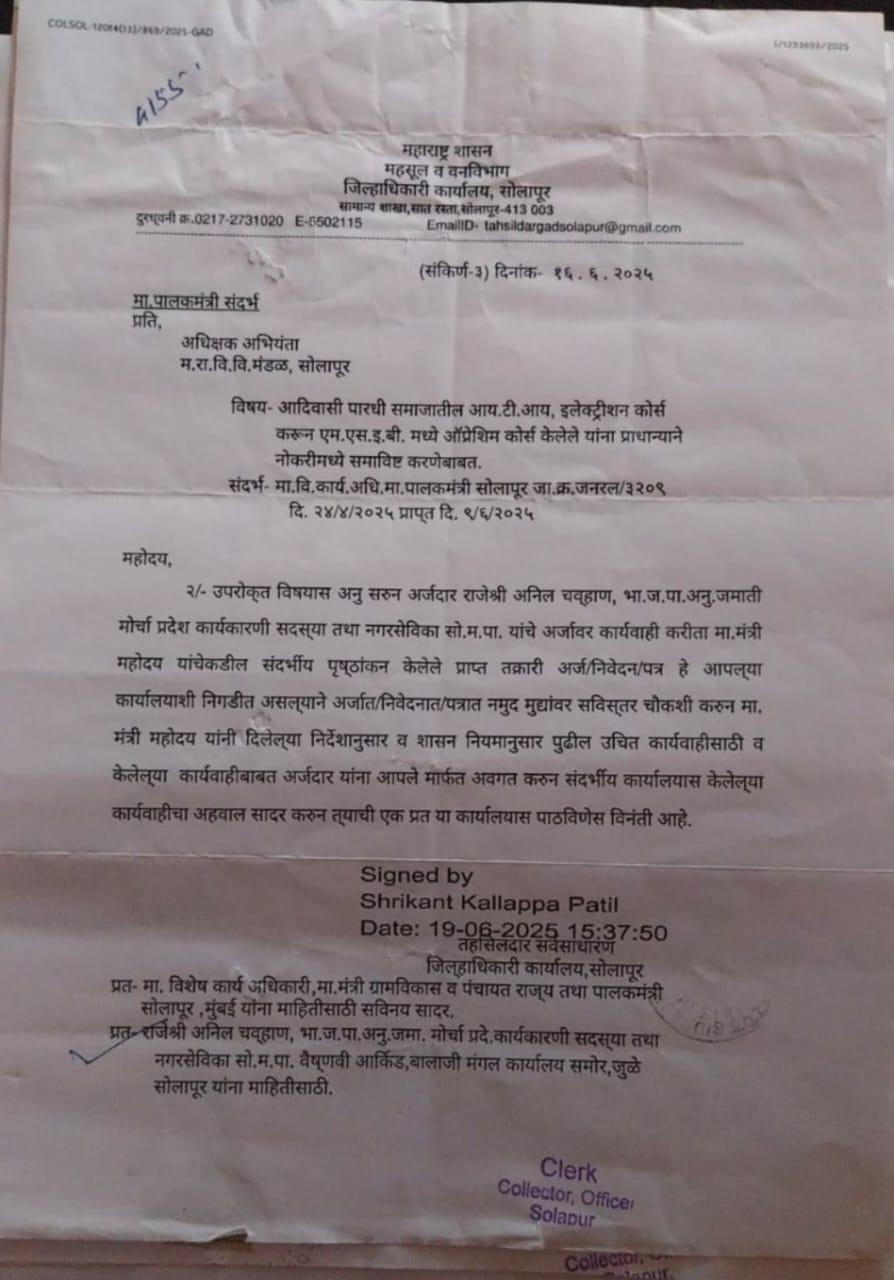 COLSOL-12014(13)/869/2025-GAD
I/1293693/2025
4155
महाराष्ट्र शासन
महसूल व वनविभाग
जिल्हाधिकारी कार्यालय, सोलापूर
सामान्य शाखा,सात रस्ता,सोलापूर-413 003
दुरध्वनी क्र.0217-2731020 E-5502115 EmailID- tahsildargadsolapur@gmail.com
(संकिर्ण-३) दिनांक- १६.६.२०२५
मा.पालकमंत्री संदर्भ
प्रति,
अधिक्षक अभियंता
म.रा.वि.वि.मंडळ, सोलापूर
विषय- आदिवासी पारधी समाजातील आय.टी.आय, इलेक्ट्रीशन कोर्स
करून एम.एस.इ.बी. मध्ये ऑप्रेशिम कोर्स केलेले यांना प्राधान्याने
नोकरीमध्ये समाविष्ट करणेबाबत.
संदर्भ- मा.वि.कार्य.अधि.मा.पालकमंत्री सोलापूर जा.क्र.जनरल/३२०९
दि. २४/४/२०२५ प्राप्त दि. ९/६/२०२५
महोदय,
२/- उपरोक्त विषयास अनु सरुन अर्जदार राजेश्री अनिल चव्हाण, भा.ज.पा.अनु.जमाती
मोर्चा प्रदेश कार्यकारणी सदस्या तथा नगरसेविका सो.म.पा. यांचे अर्जावर कार्यवाही करीता मा.मंत्री
महोदय यांचेकडील संदर्भीय पृष्ठांकन केलेले प्राप्त तक्रारी अर्ज/निवेदन/पत्र हे आपल्या
कार्यालयाशी निगडीत असल्याने अर्जात/निवेदनात/पत्रात नमुद मुद्यांवर सविस्तर चौकशी करुन मा.
मंत्री महोदय यांनी दिलेल्या निर्देशानुसार व शासन नियमानुसार पुढील उचित कार्यवाहीसाठी व
केलेल्या कार्यवाहीबाबत अर्जदार यांना आपले मार्फत अवगत करुन संदर्भीय कार्यालयास केलेल्या
कार्यवाहीचा अहवाल सादर करुन त्याची एक प्रत या कार्यालयास पाठविणेस विनंती आहे.
Signed by
Shrikant Kallappa Patil
Date: 19-06-2025 15:37:50
तहसिलदार सर्वसाधारण
जिल्हाधिकारी कार्यालय,सोलापूर
प्रत- मा. विशेष कार्य अधिकारी,मा.मंत्री ग्रामविकास व पंचायत राज्य तथा पालकमंत्री
सोलापूर ,मुंबई यांना माहितीसाठी सविनय सादर.
प्रत- राजेश्री अनिल चव्हाण, भा.ज.पा.अनु.जमा. मोर्चा प्रदे.कार्यकारणी सदस्या तथा
नगरसेविका सो.म.पा. वैष्णवी आर्किड,बालाजी मंगल कार्यालय समोर,जुळे
सोलापूर यांना माहितीसाठी.
Clerk
Collector, Officer
Solapur
Collector,
Solapur.